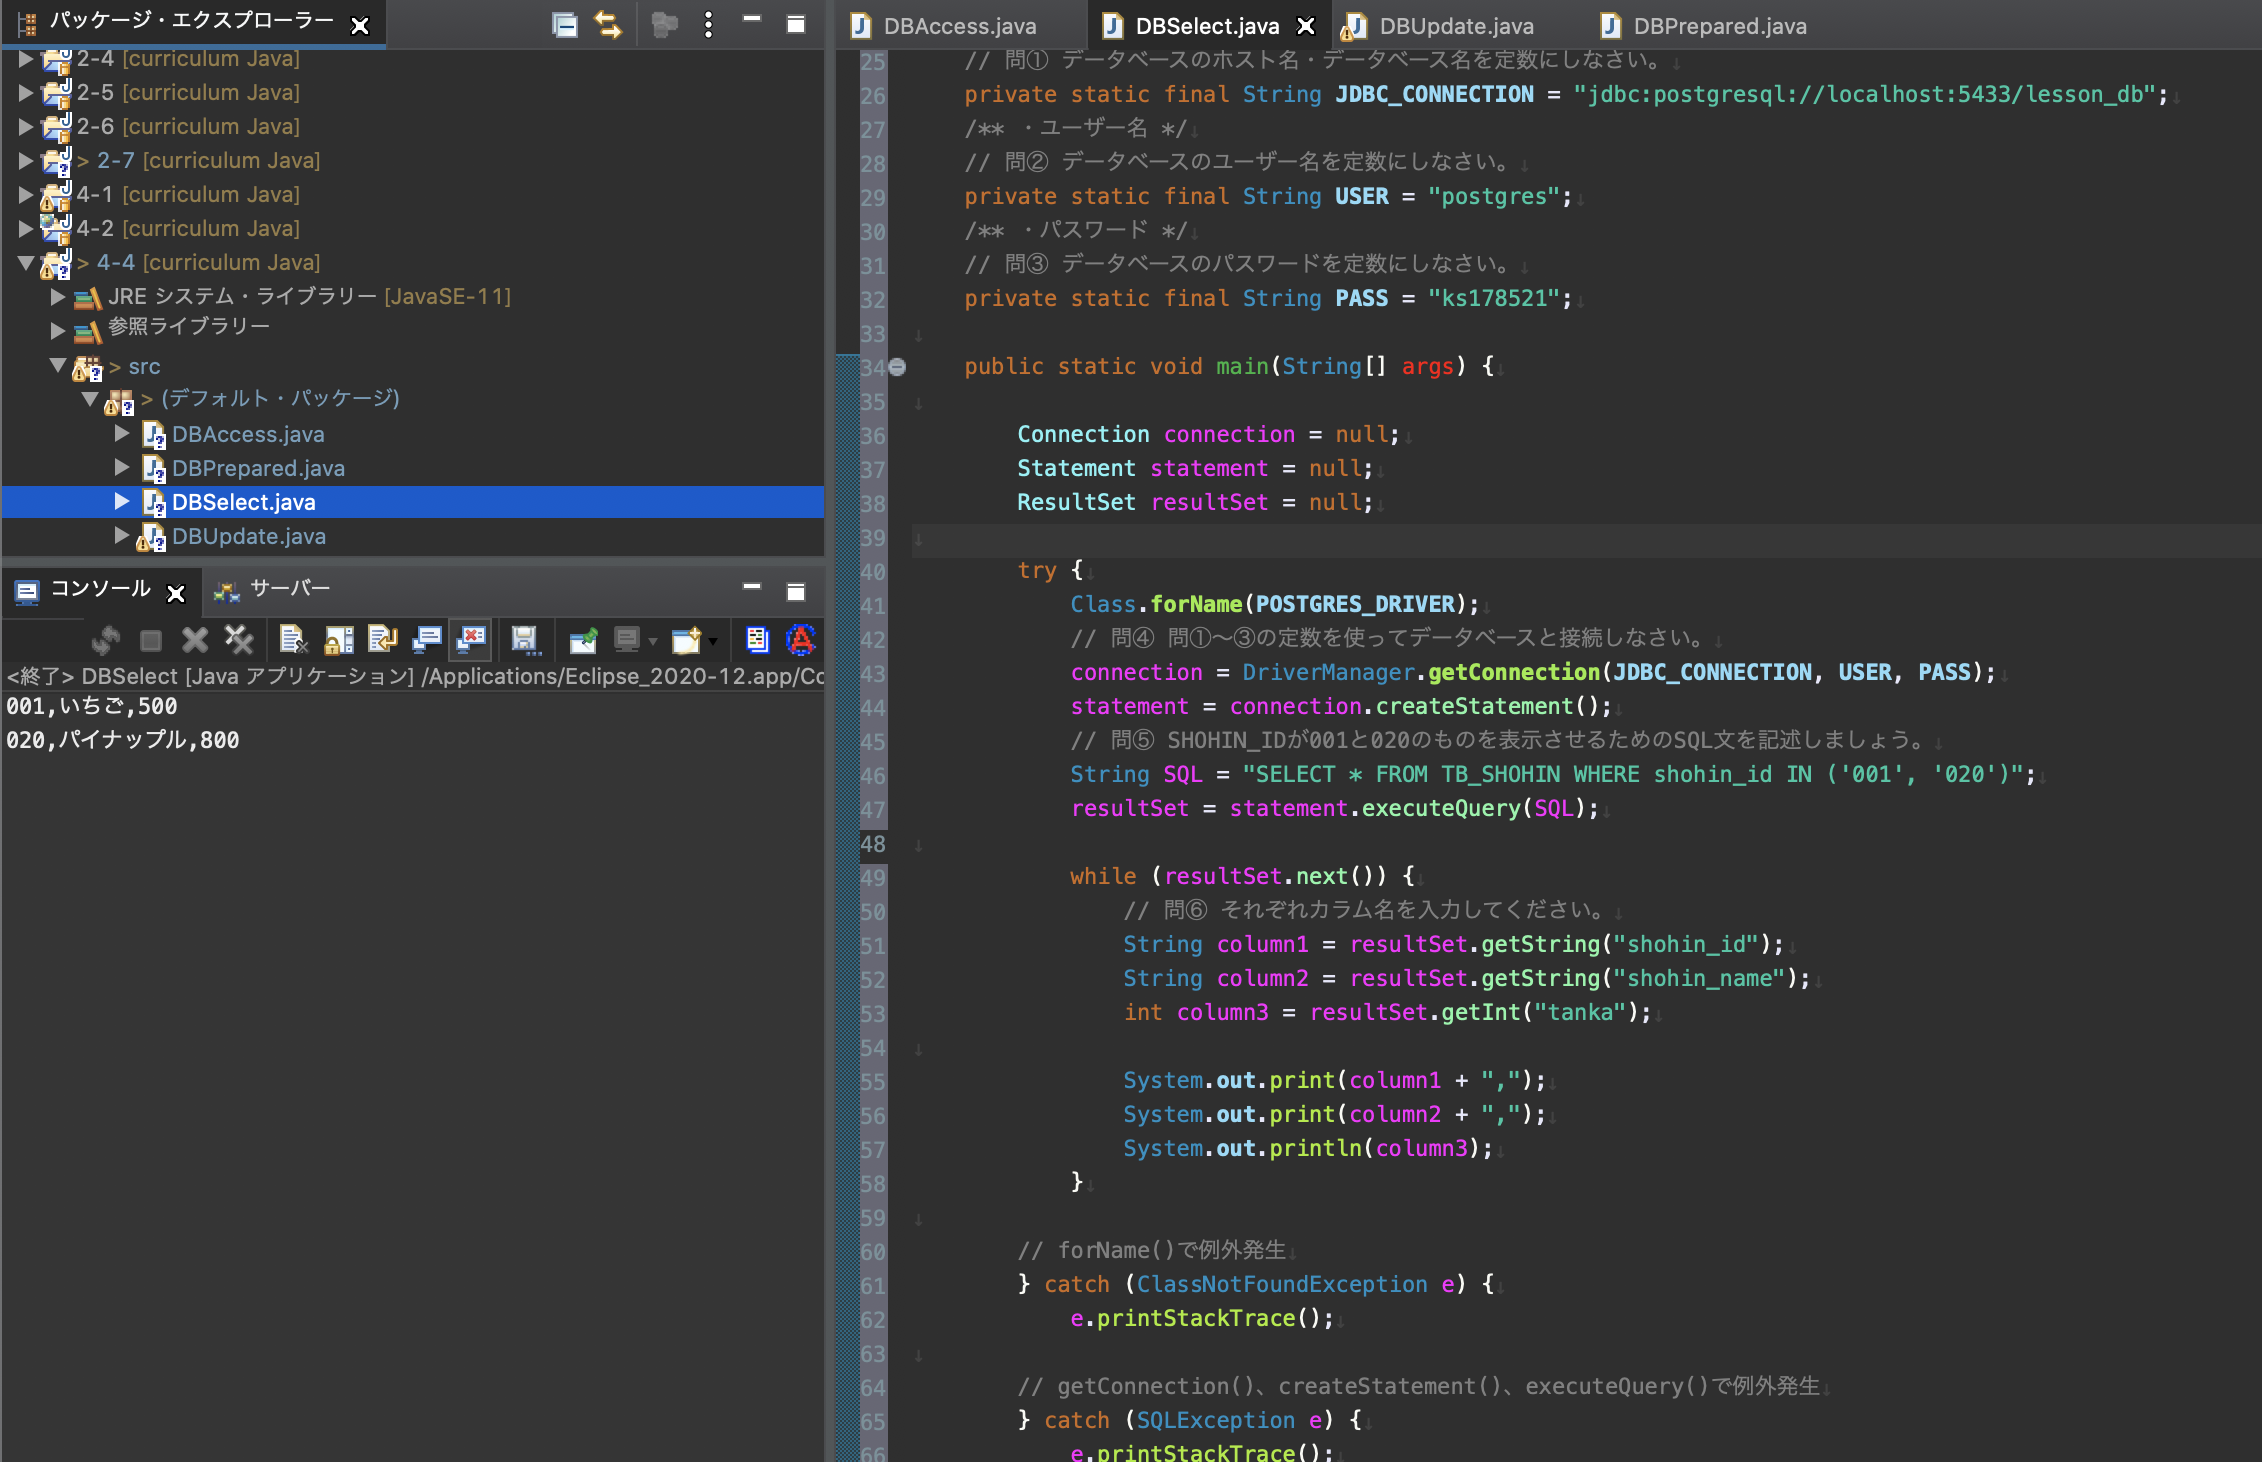 パッケージ・エクスプローラー
2-4 [curriculum Java]
2-5 [curriculum Java]
2-6 [curriculum Java]
> 2-7 [curriculum Java]
4-1 [curriculum Java]
4-2 [curriculum Java]
> 4-4 [curriculum Java]
JRE システム・ライブラリー [JavaSE-11]
参照ライブラリー
> src
> (デフォルト・パッケージ)
DBAccess.java
DBPrepared.java
DBSelect.java
DBUpdate.java
コンソール サーバー
<終了> DBSelect [Java アプリケーション] /Applications/Eclipse_2020-12.app/Co
001,いちご,500
020,パイナップル,800
DBAccess.java DBSelect.java DBUpdate.java DBPrepared.java
25 // 問① データベースのホスト名・データベース名を定数にしなさい。
26 private static final String JDBC_CONNECTION = "jdbc:postgresql://localhost:5433/lesson_db";
27 /** ・ユーザー名 */
28 // 問② データベースのユーザー名を定数にしなさい。
29 private static final String USER = "postgres";
30 /** ・パスワード */
31 // 問③ データベースのパスワードを定数にしなさい。
32 private static final String PASS = "ks178521";
33
34 public static void main(String[] args) {
35
36 Connection connection = null;
37 Statement statement = null;
38 ResultSet resultSet = null;
39
40 try {
41 Class.forName(POSTGRES_DRIVER);
42 // 問④ 問①～③の定数を使ってデータベースと接続しなさい。
43 connection = DriverManager.getConnection(JDBC_CONNECTION, USER, PASS);
44 statement = connection.createStatement();
45 // 問⑤ SHOHIN_IDが001と020のものを表示させるためのSQL文を記述しましょう。
46 String SQL = "SELECT * FROM TB_SHOHIN WHERE shohin_id IN ('001', '020')";
47 resultSet = statement.executeQuery(SQL);
48
49 while (resultSet.next()) {
50 // 問⑥ それぞれカラム名を入力してください。
51 String column1 = resultSet.getString("shohin_id");
52 String column2 = resultSet.getString("shohin_name");
53 int column3 = resultSet.getInt("tanka");
54
55 System.out.print(column1 + ",");
56 System.out.print(column2 + ",");
57 System.out.println(column3);
58 }
59
60 // forName()で例外発生
61 } catch (ClassNotFoundException e) {
62 e.printStackTrace();
63
64 // getConnection()、createStatement()、executeQuery()で例外発生
65 } catch (SQLException e) {
66 e.printStackTrace();